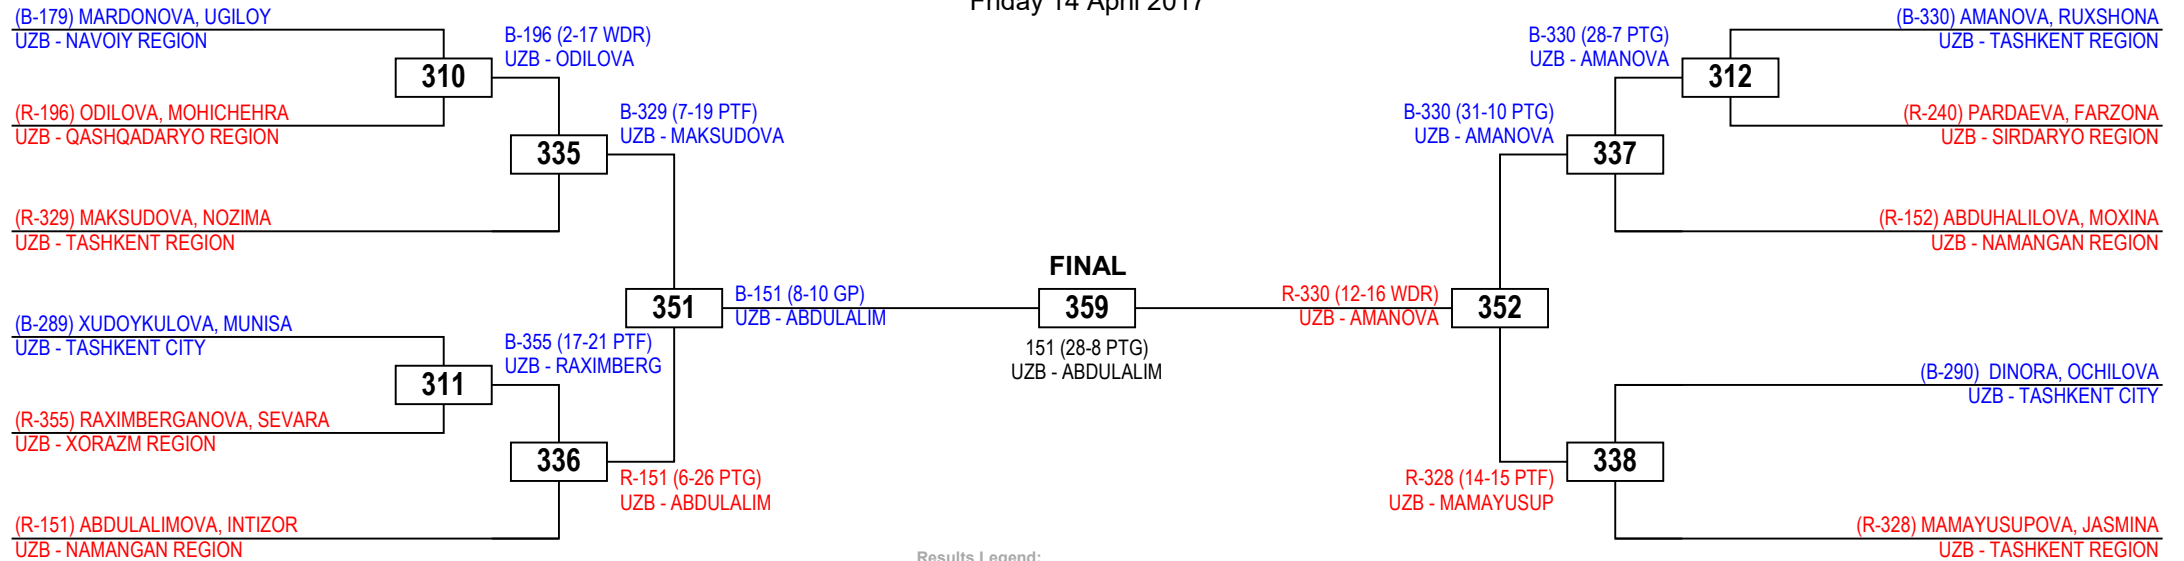 Friday 14 April 2017
(B-179) MARDONOVA, UGILOY
UZB - NAVOIY REGION
310
(R-196) ODILOVA, MOHICHEHRA
UZB - QASHQADARYO REGION
B-196 (2-17 WDR)
UZB - ODILOVA
335
(R-329) MAKSUDOVA, NOZIMA
UZB - TASHKENT REGION
B-329 (7-19 PTF)
UZB - MAKSUDOVA
351
(B-289) XUDOYKULOVA, MUNISA
UZB - TASHKENT CITY
311
(R-355) RAXIMBERGANOVA, SEVARA
UZB - XORAZM REGION
B-355 (17-21 PTF)
UZB - RAXIMBERG
336
(R-151) ABDULALIMOVA, INTIZOR
UZB - NAMANGAN REGION
R-151 (6-26 PTG)
UZB - ABDULALIM
B-151 (8-10 GP)
UZB - ABDULALIM
FINAL
359
151 (28-8 PTG)
UZB - ABDULALIM
R-330 (12-16 WDR)
UZB - AMANOVA
352
B-330 (31-10 PTG)
UZB - AMANOVA
337
B-330 (28-7 PTG)
UZB - AMANOVA
312
(B-330) AMANOVA, RUXSHONA
UZB - TASHKENT REGION
(R-240) PARDAEVA, FARZONA
UZB - SIRDARYO REGION
(R-152) ABDUHALILOVA, MOXINA
UZB - NAMANGAN REGION
(B-290) DINORA, OCHILOVA
UZB - TASHKENT CITY
338
R-328 (14-15 PTF)
UZB - MAMAYUSUP
(R-328) MAMAYUSUPOVA, JASMINA
UZB - TASHKENT REGION
Results Legend: